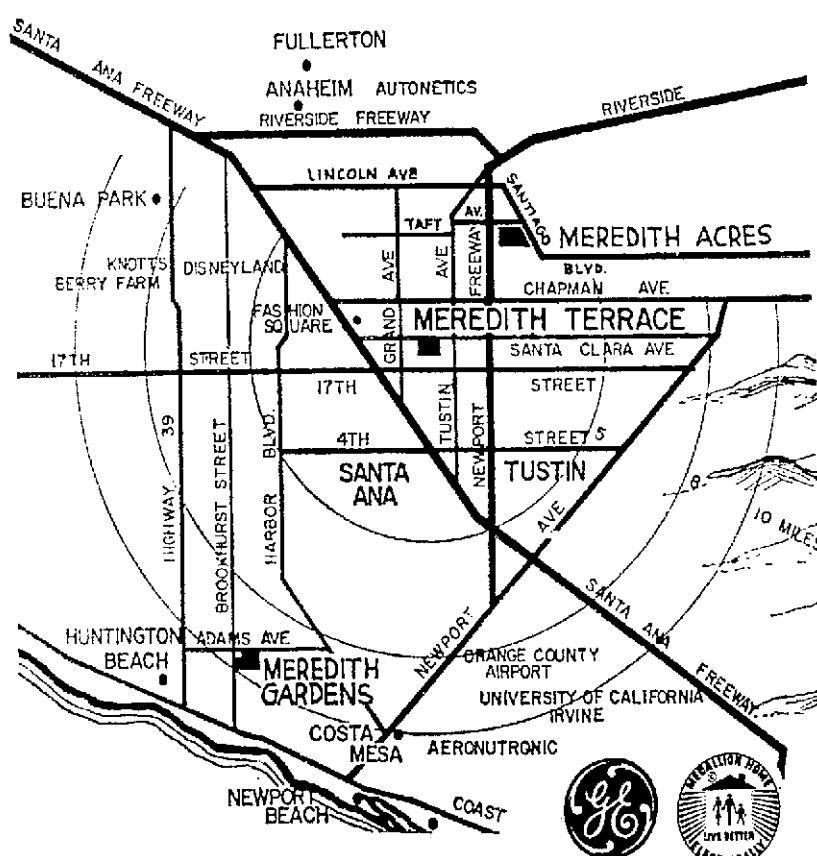 SANTA ANA FREEWAY
FULLERTON
ANAHEIM AUTONETICS
RIVERSIDE FREEWAY
RIVERSIDE
LINCOLN AVE
SANTIAGO
BUENA PARK
TAFT AV.
MEREDITH ACRES
KNOTTS
BERRY FARM
DISNEYLAND
AVE
AVE
FREEWAY
BLVD.
CHAPMAN AVE.
FASHION
SQUARE
GRAND
MEREDITH TERRACE
SANTA CLARA AVE
17TH STREET
17TH STREET
39
BLVD.
TUSTIN
NEWPORT
4TH STREET
5
SANTA
ANA
TUSTIN
8
10 MILES
HIGHWAY
BROOKHURST STREET
HARBOR
AVE
NEWPORT
SANTA ANA
FREEWAY
HUNTINGTON
BEACH
ADAMS AVE.
MEREDITH
GARDENS
ORANGE COUNTY
AIRPORT
UNIVERSITY OF CALIFORNIA
IRVINE
COSTA
MESA
AERONUTRONIC
NEWPORT
BEACH
COAST
GE
MEDALLION HOME
LIVE BETTER
ELECTRICALLY